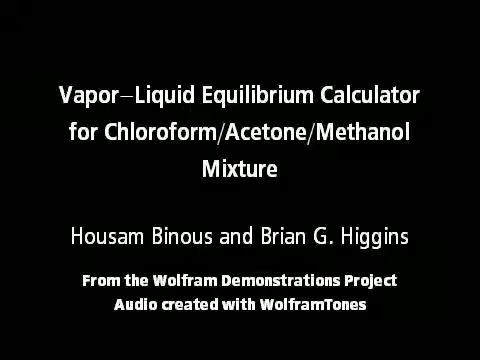 Vapor–Liquid Equilibrium Calculator
for Chloroform/Acetone/Methanol
Mixture
Housam Binous and Brian G. Higgins
From the Wolfram Demonstrations Project
Audio created with WolframTones